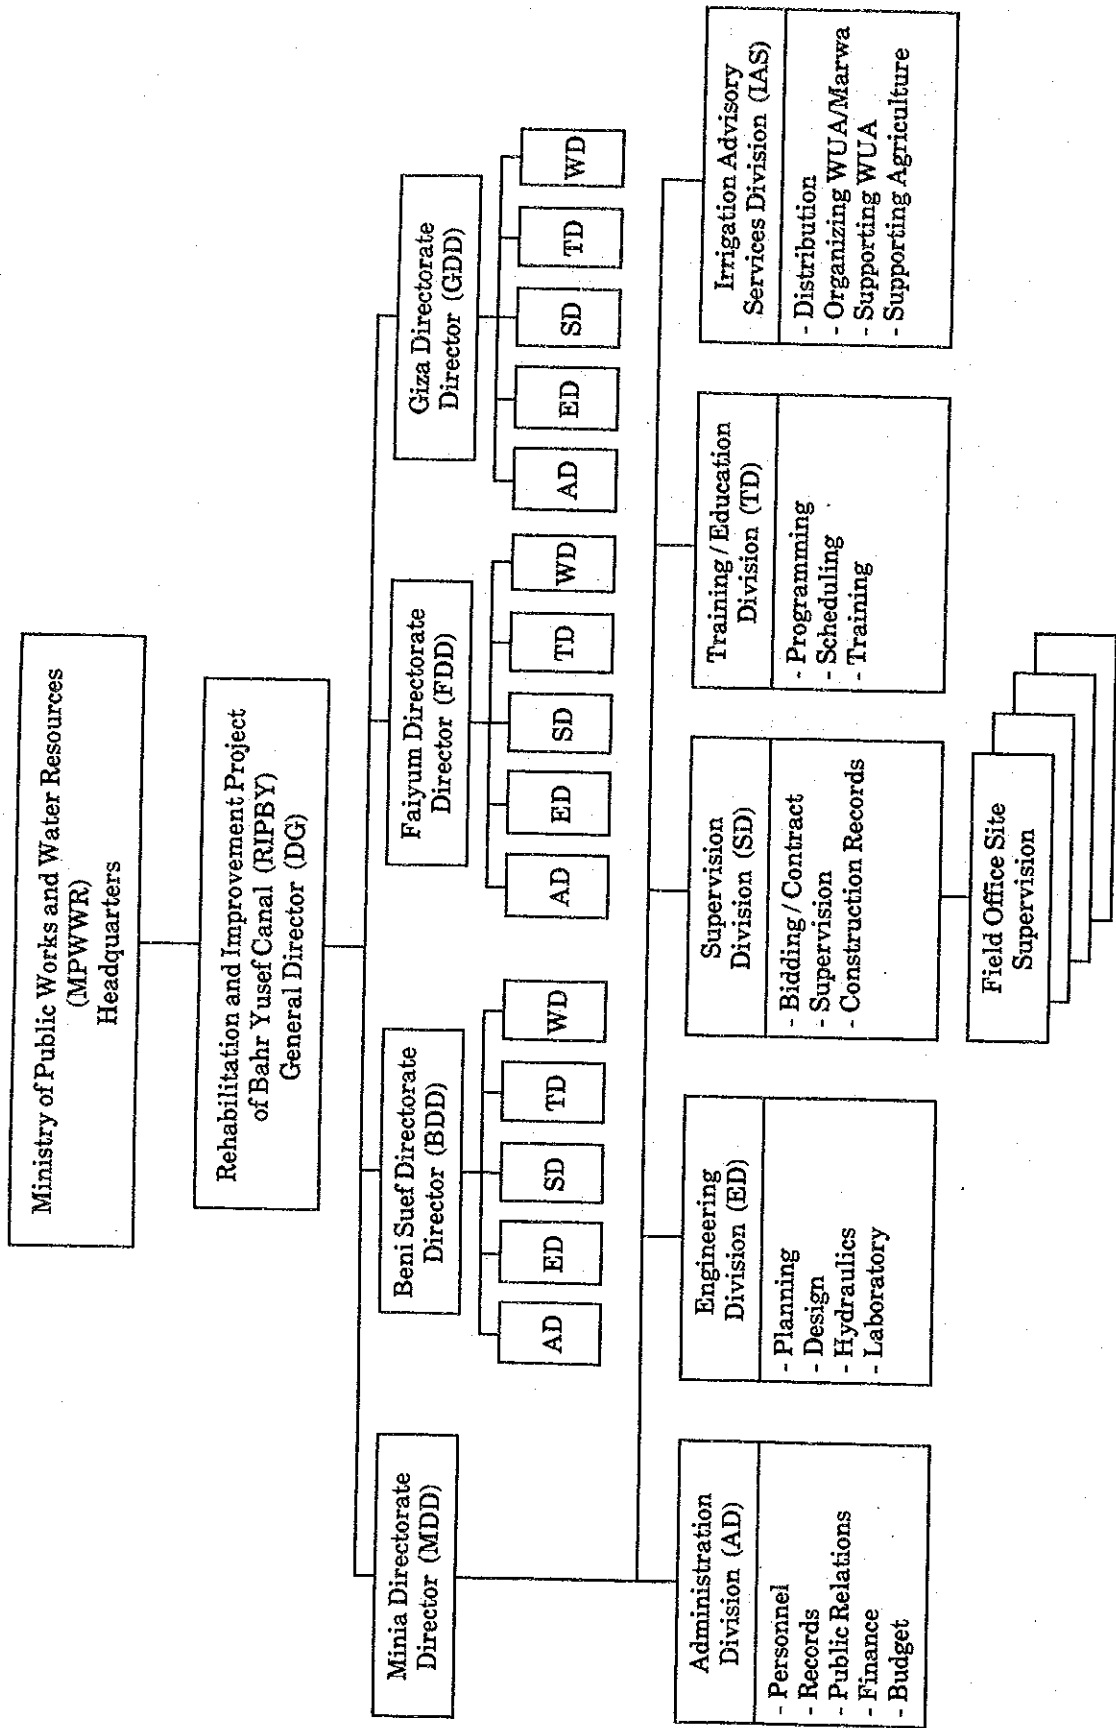 Ministry of Public Works and Water Resources
(MPWWR)
Headquarters
Rehabilitation and Improvement Project
of Bahr Yusef Canal (RIPBY)
General Director (DG)
Minia Directorate
Director (MDD)
Beni Suef Directorate
Director (BDD)
Faiyum Directorate
Director (FDD)
Giza Directorate
Director (GDD)
AD
ED
SD
TD
WD
AD
ED
SD
TD
WD
AD
ED
SD
TD
WD
Administration
Division (AD)
- Personnel
- Records
- Public Relations
- Finance
- Budget
Engineering
Division (ED)
- Planning
- Design
- Hydraulics
- Laboratory
Supervision
Division (SD)
- Bidding / Contract
- Supervision
- Construction Records
Field Office Site
Supervision
Training / Education
Division (TD)
- Programming
- Scheduling
- Training
Irrigation Advisory
Services Division (IAS)
- Distribution
- Organizing WUA/Marwa
- Supporting WUA
- Supporting Agriculture